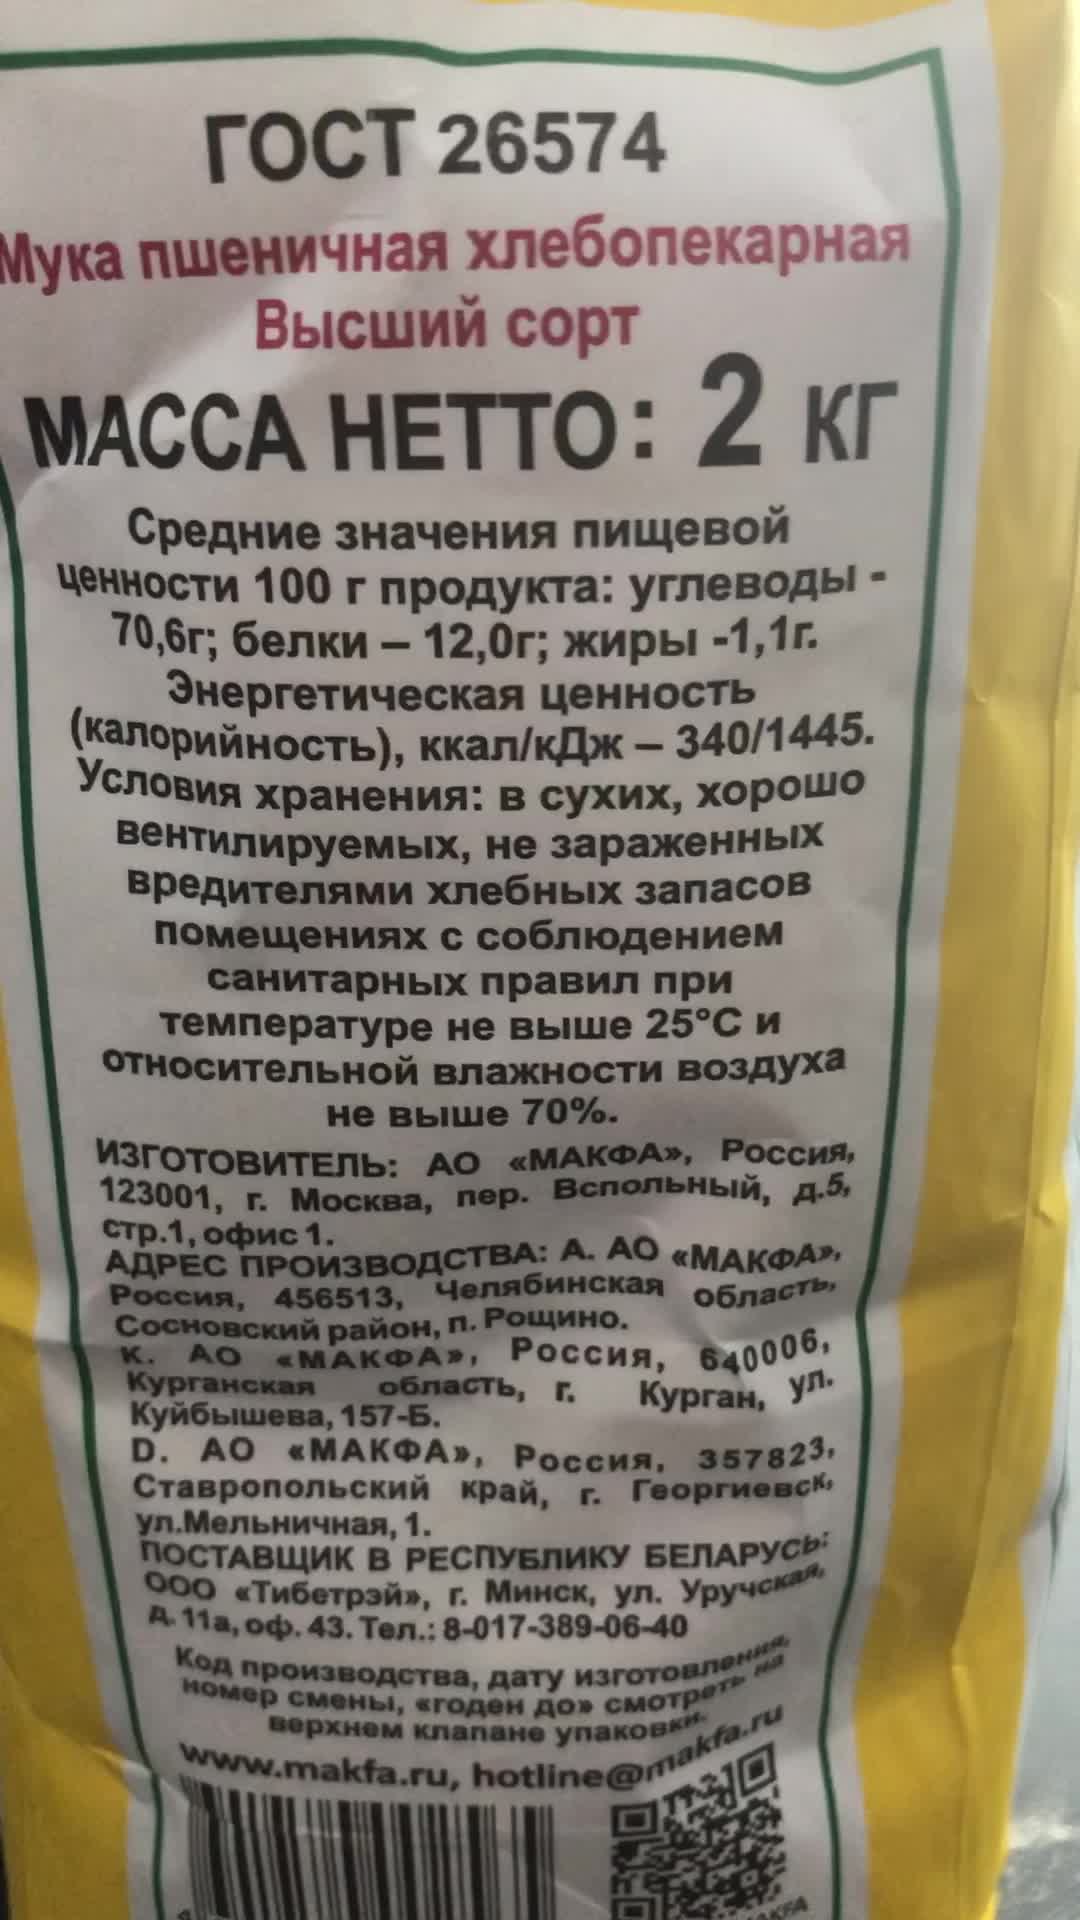 ГОСТ 26574
Мука пшеничная хлебопекарная
Высший сорт
МАССА НЕТТО: 2 КГ
Средние значения пищевой
ценности 100 г продукта: углеводы -
70,6г; белки – 12,0г; жиры -1,1г.
Энергетическая ценность
(калорийность), ккал/кДж – 340/1445.
Условия хранения: в сухих, хорошо
вентилируемых, не зараженных
вредителями хлебных запасов
помещениях с соблюдением
санитарных правил при
температуре не выше 25°С и
относительной влажности воздуха
не выше 70%.
ИЗГОТОВИТЕЛЬ: АО «МАКФА», Россия,
123001, г. Москва, пер. Вспольный, д.5,
стр.1, офис 1.
АДРЕС ПРОИЗВОДСТВА: А. АО «МАКФА»,
Россия, 456513, Челябинская область,
Сосновский район, п. Рощино.
К. АО «МАКФА», Россия, 640006,
Курганская область, г. Курган, ул.
Куйбышева, 157-Б.
D. АО «МАКФА», Россия, 357823,
Ставропольский край, г. Георгиевск,
ул.Мельничная, 1.
ПОСТАВЩИК В РЕСПУБЛИКУ БЕЛАРУСЬ:
ООО «Тибетрэй», г. Минск, ул. Уручская,
д. 11а, оф. 43. Тел.: 8-017-389-06-40
Код производства, дату изготовления,
номер смены, «годен до» смотреть на
верхнем клапане упаковки.
www.makfa.ru, hotline@makfa.ru